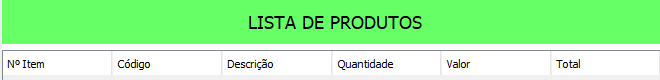 LISTA DE PRODUTOS
Nº Item Código Descrição Quantidade Valor Total